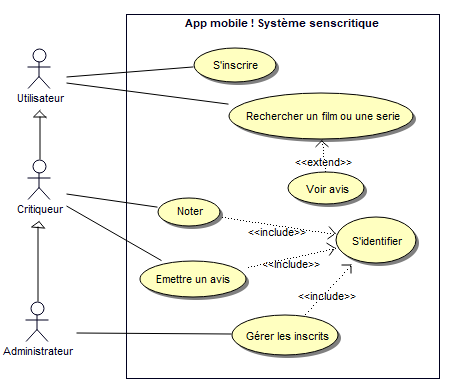 App mobile ! Système senscritique
S'inscrire
Utilisateur
Rechercher un film ou une serie
<<extend>>
Voir avis
Critiqueur
Noter
<<include>>
S'identifier
<<Include>>
Emettre un avis
<<include>>
Gérer les inscrits
Administrateur